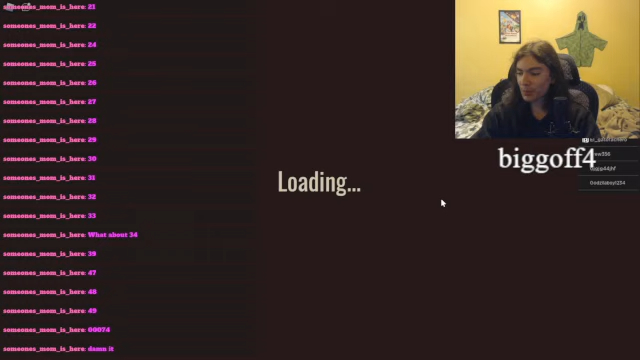 someones_mom_is_here: 21
someones_mom_is_here: 22
someones_mom_is_here: 24
someones_mom_is_here: 25
someones_mom_is_here: 26
someones_mom_is_here: 27
someones_mom_is_here: 28
someones_mom_is_here: 29
someones_mom_is_here: 30
someones_mom_is_here: 31
someones_mom_is_here: 32
someones_mom_is_here: 33
someones_mom_is_here: What about 34
someones_mom_is_here: 39
someones_mom_is_here: 47
someones_mom_is_here: 48
someones_mom_is_here: 49
someones_mom_is_here: 00074
someones_mom_is_here: damn it
Loading...
biggoff4